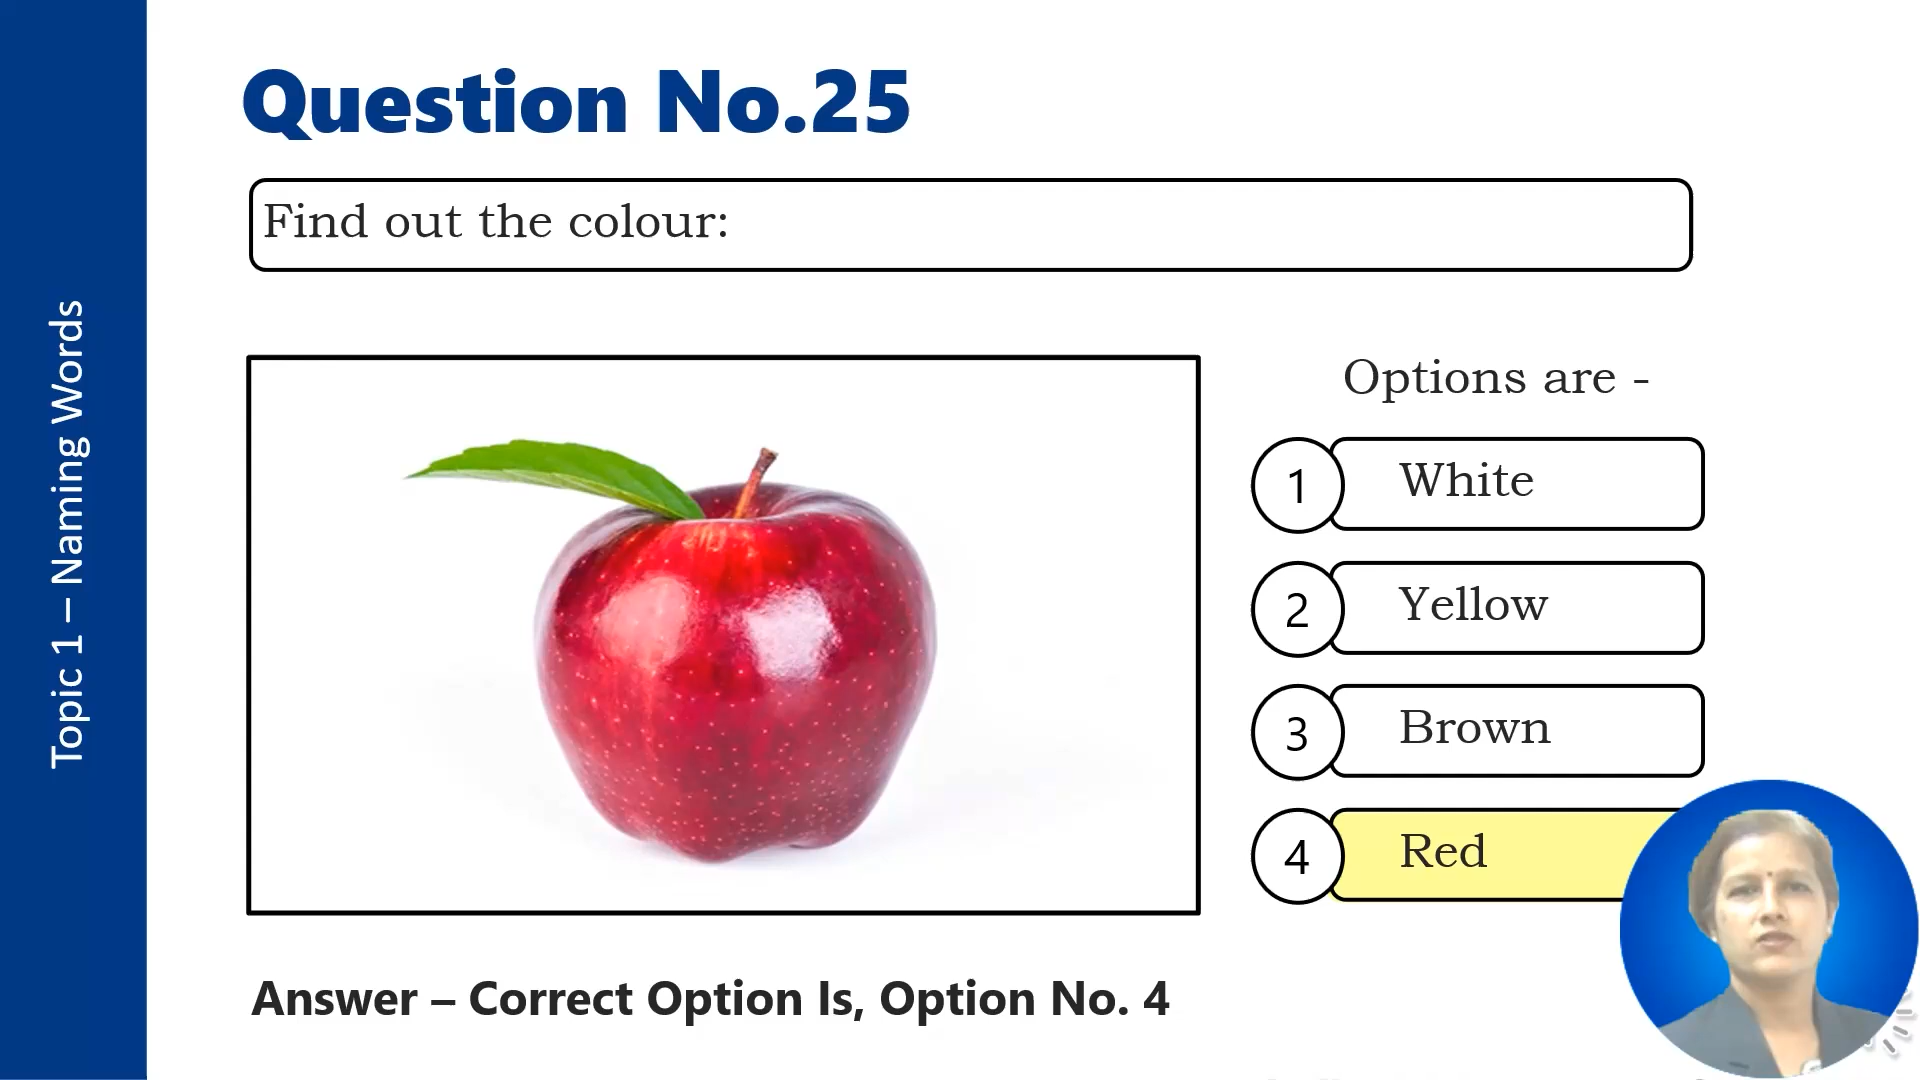 Question No.25
Find out the colour:
Topic 1 – Naming Words
Options are -
1 White
2 Yellow
3 Brown
4 Red
Answer – Correct Option Is, Option No. 4